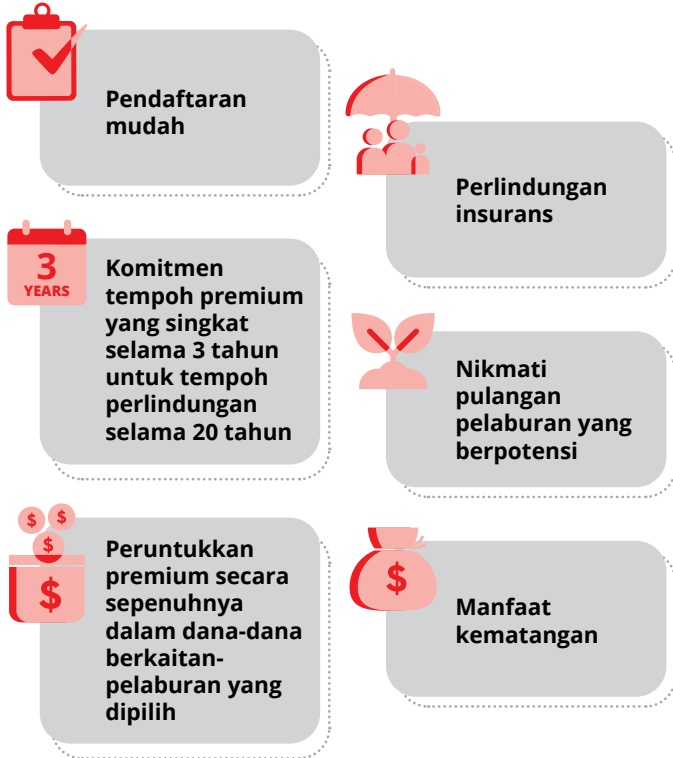 Pendaftaran
mudah
Perlindungan
insurans
3
YEARS
Komitmen
tempoh premium
yang singkat
selama 3 tahun
untuk tempoh
perlindungan
selama 20 tahun
Nikmati
pulangan
pelaburan yang
berpotensi
$ $
$
$
Peruntukkan
premium secara
sepenuhnya
dalam dana-dana
berkaitan-
pelaburan yang
dipilih
$
Manfaat
kematangan